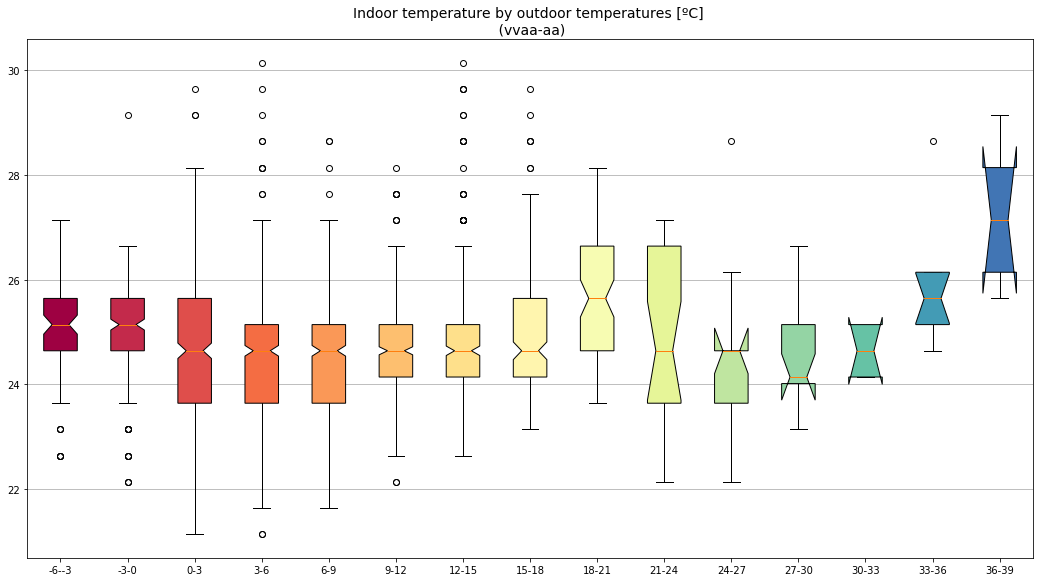 Indoor temperature by outdoor temperatures [ºC]
(vvaa-aa)
30
28
26
24
22
-6--3 -3-0 0-3 3-6 6-9 9-12 12-15 15-18 18-21 21-24 24-27 27-30 30-33 33-36 36-39